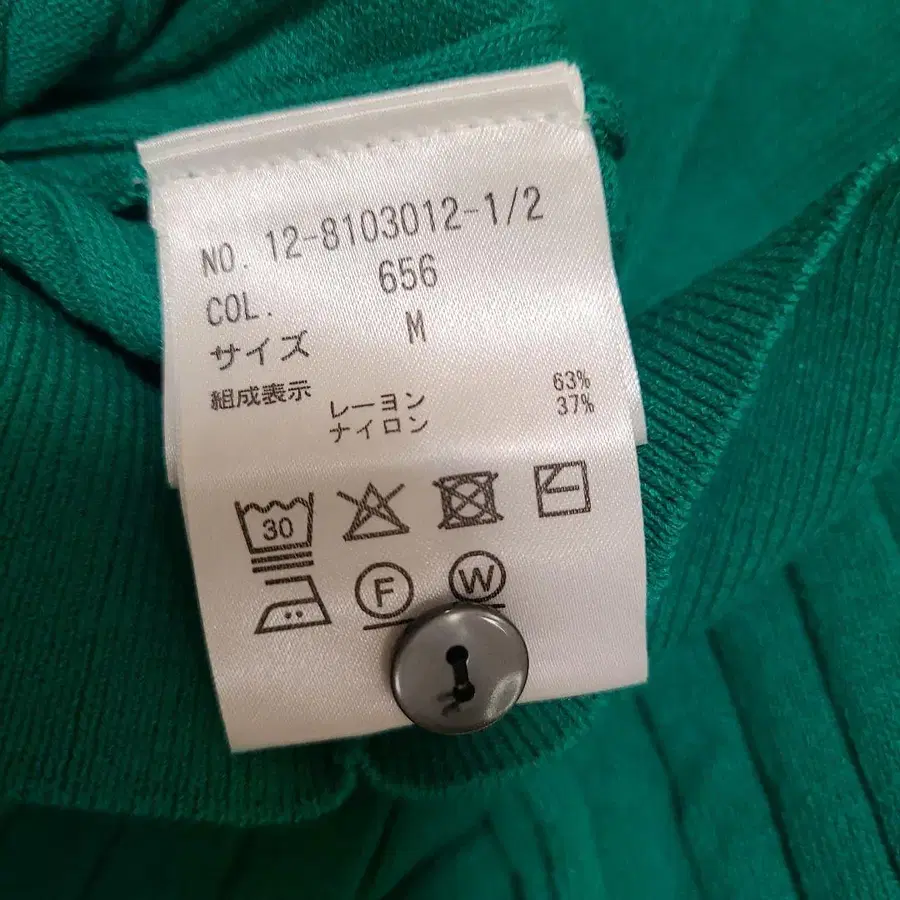 NO. 12-8103012-1/2
COL. 656
サイズ M
組成表示
レーヨン 63%
ナイロン 37%
30
F W